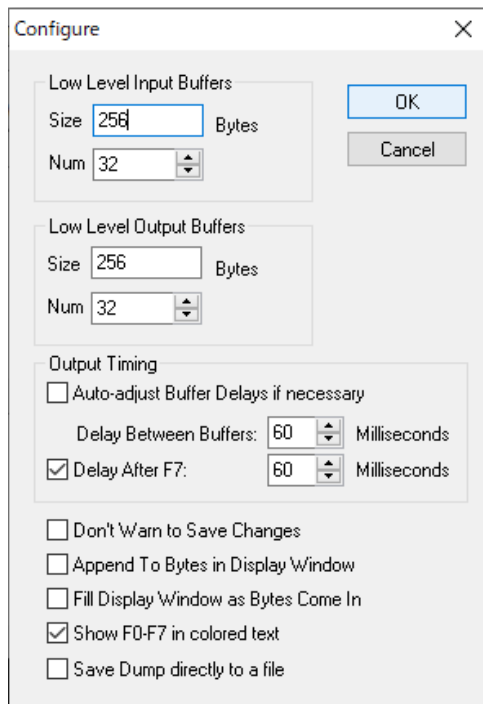 Configure
Low Level Input Buffers
Size 256 Bytes
Num 32
OK
Cancel
Low Level Output Buffers
Size 256 Bytes
Num 32
Output Timing
Auto-adjust Buffer Delays if necessary
Delay Between Buffers: 60 Milliseconds
Delay After F7: 60 Milliseconds
Don't Warn to Save Changes
Append To Bytes in Display Window
Fill Display Window as Bytes Come In
Show F0-F7 in colored text
Save Dump directly to a file